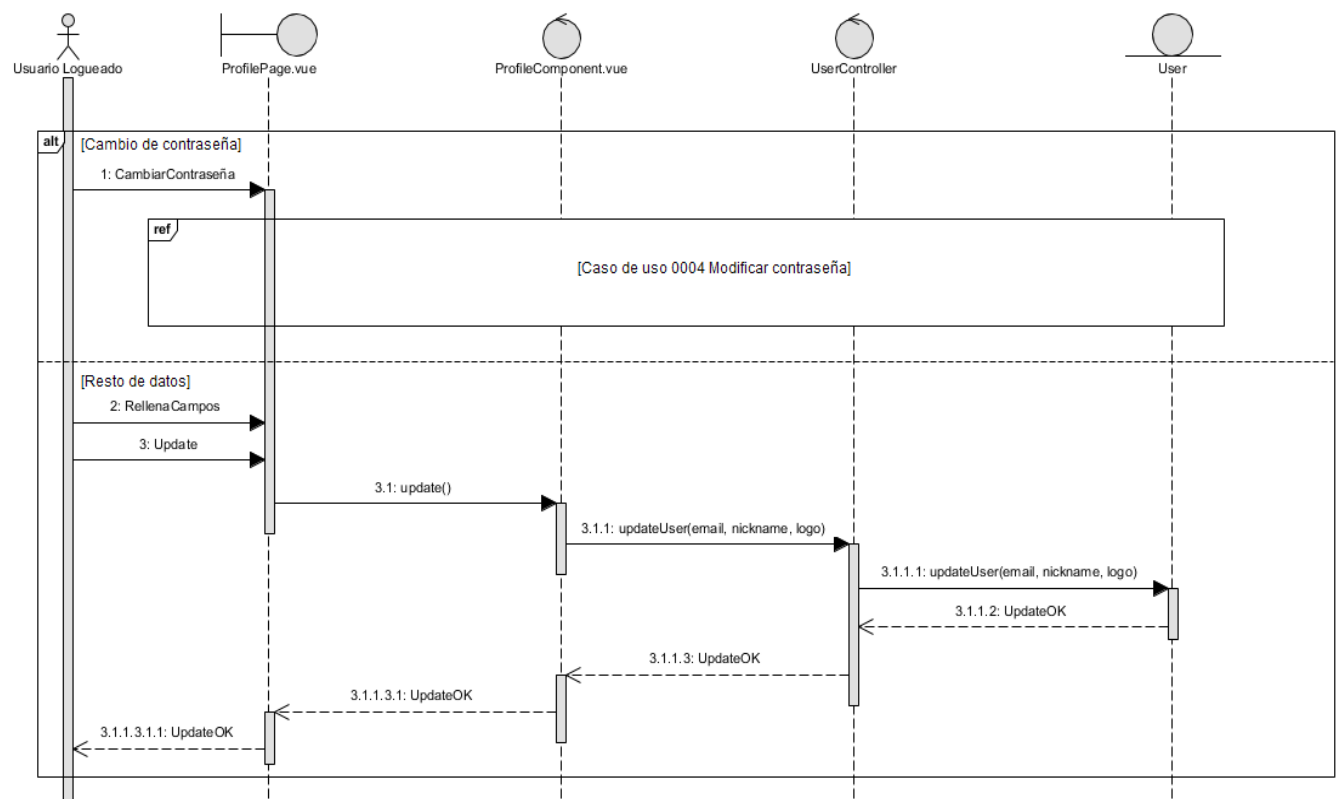 Usuario Logueado
ProfilePage.vue
ProfileComponent.vue
UserController
User
alt
[Cambio de contraseña]
1: CambiarContraseña
ref
[Caso de uso 0004 Modificar contraseña]
[Resto de datos]
2: RellenaCampos
3: Update
3.1: update()
3.1.1: updateUser(email, nickname, logo)
3.1.1.1: updateUser(email, nickname, logo)
3.1.1.2: UpdateOK
3.1.1.3: UpdateOK
3.1.1.3.1: UpdateOK
3.1.1.3.1.1: UpdateOK